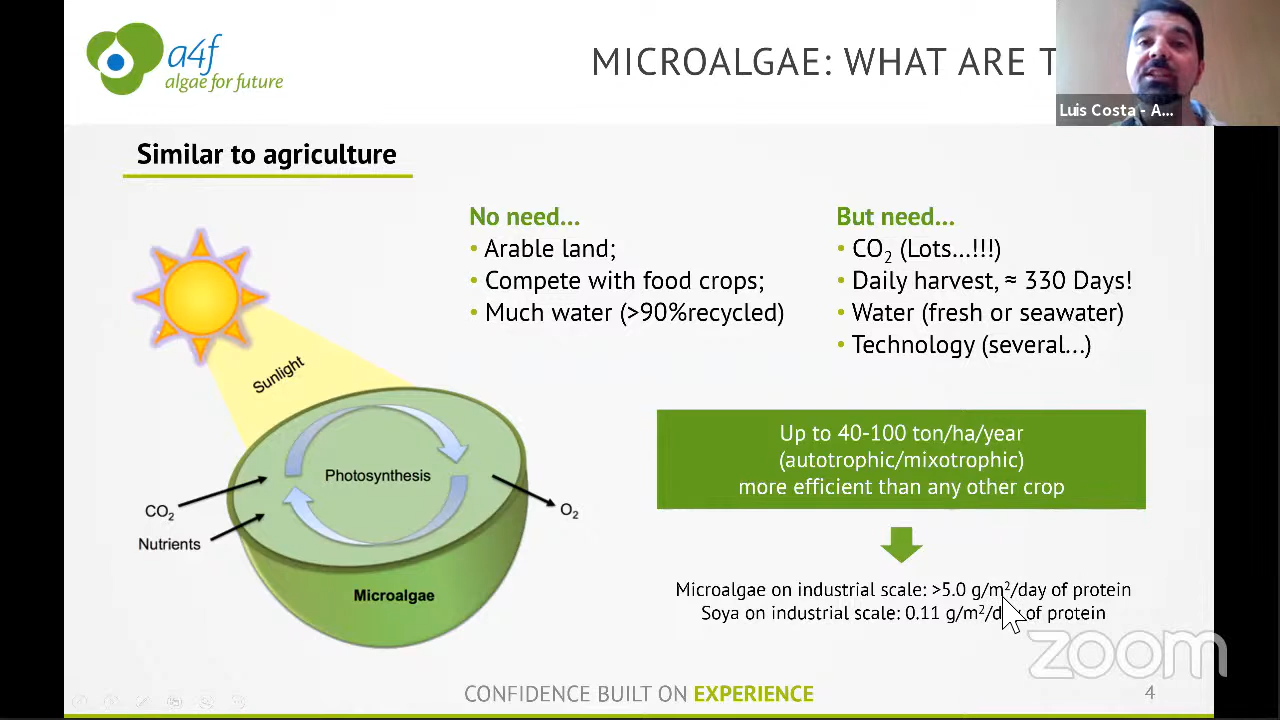 a4f
algae for future
MICROALGAE: WHAT ARE T
Luis Costa - A...
Similar to agriculture
No need...
• Arable land;
• Compete with food crops;
• Much water (>90%recycled)
But need...
• CO₂ (Lots...!!!)
• Daily harvest, ≈ 330 Days!
• Water (fresh or seawater)
• Technology (several...)
Sunlight
Photosynthesis
CO₂
Nutrients
O₂
Microalgae
Up to 40-100 ton/ha/year
(autotrophic/mixotrophic)
more efficient than any other crop
Microalgae on industrial scale: >5.0 g/m²/day of protein
Soya on industrial scale: 0.11 g/m²/d of protein
zoom
CONFIDENCE BUILT ON EXPERIENCE
4